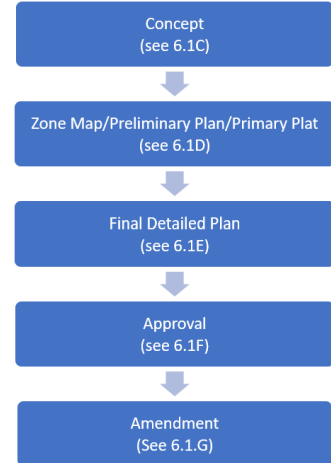 Concept
(see 6.1C)
Zone Map/Preliminary Plan/Primary Plat
(see 6.1D)
Final Detailed Plan
(see 6.1E)
Approval
(see 6.1F)
Amendment
(See 6.1.G)